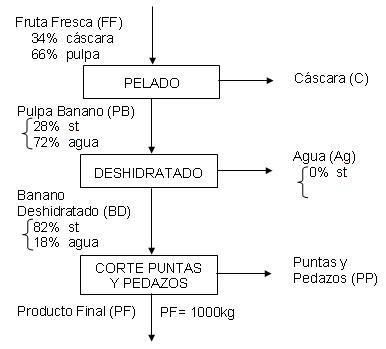 Fruta Fresca (FF)
34% cáscara
66% pulpa
PELADO
Cáscara (C)
Pulpa Banano (PB)
28% st
72% agua
DESHIDRATADO
Agua (Ag)
0% st
Banano
Deshidratado (BD)
82% st
18% agua
CORTE PUNTAS
Y PEDAZOS
Puntas y
Pedazos (PP)
Producto Final (PF)
PF= 1000kg